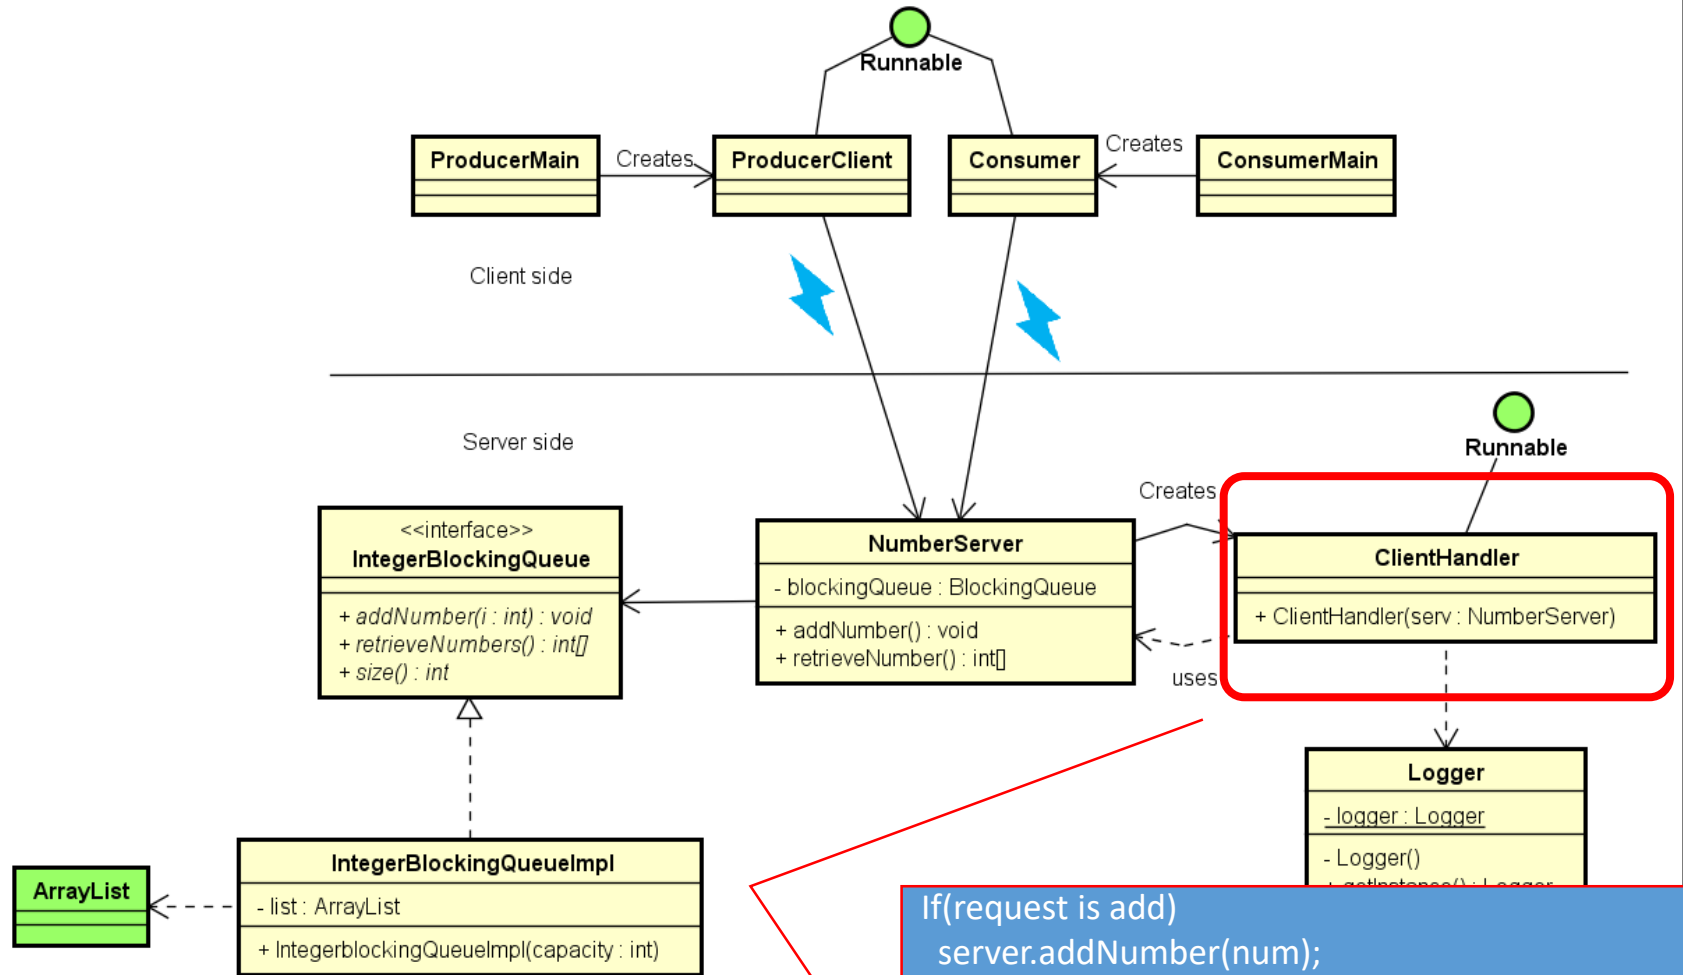 Runnable
ProducerMain
Creates
ProducerClient
Consumer
Creates
ConsumerMain
Client side
Server side
Runnable
<<interface>>
IntegerBlockingQueue
+ addNumber(i : int) : void
+ retrieveNumbers() : int[]
+ size() : int
NumberServer
- blockingQueue : BlockingQueue
+ addNumber() : void
+ retrieveNumber() : int[]
Creates
uses
ClientHandler
+ ClientHandler(serv : NumberServer)
Logger
- logger : Logger
- Logger()
+ getInstance() : Logger
ArrayList
IntegerBlockingQueueImpl
- list : ArrayList
+ IntegerblockingQueueImpl(capacity : int)
If(request is add)
server.addNumber(num);